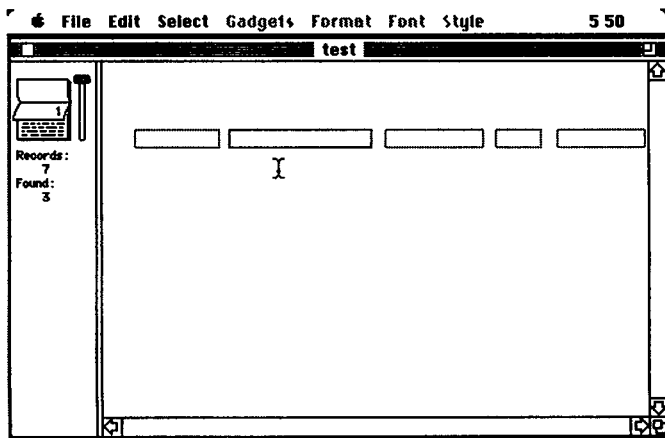 File Edit Select Gadgets Format Font Style 5 50
test
1
Records:
7
Found:
3